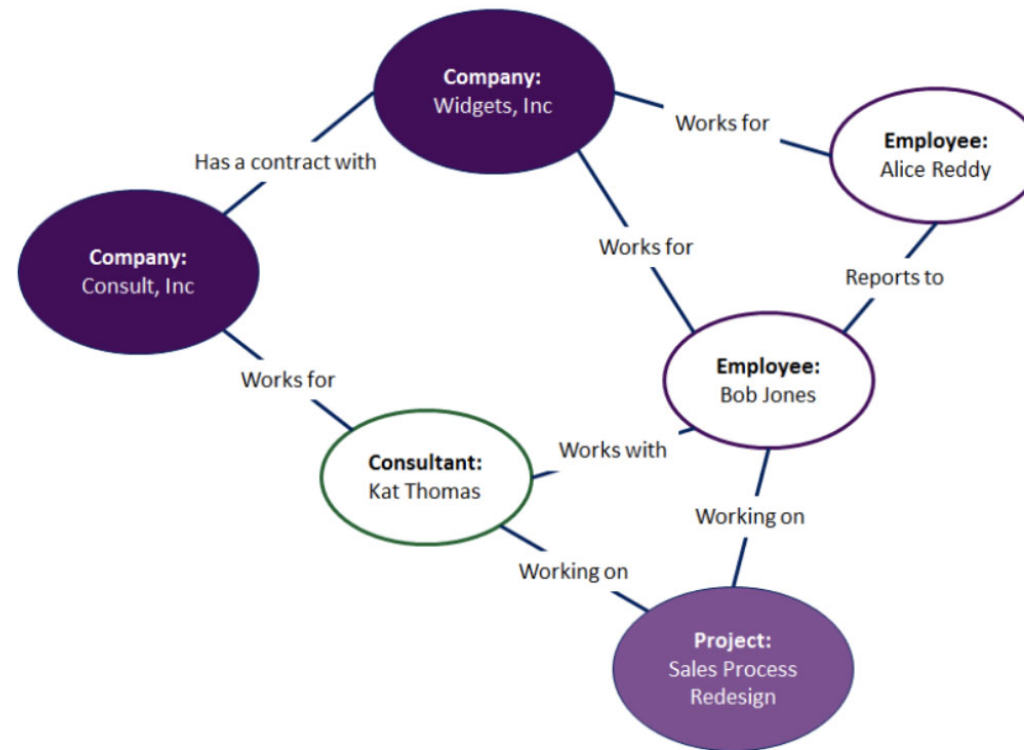 Company:
Widgets, Inc
Works for
Employee:
Alice Reddy
Has a contract with
Works for
Company:
Consult, Inc
Reports to
Employee:
Bob Jones
Works for
Works with
Consultant:
Kat Thomas
Working on
Working on
Project:
Sales Process
Redesign